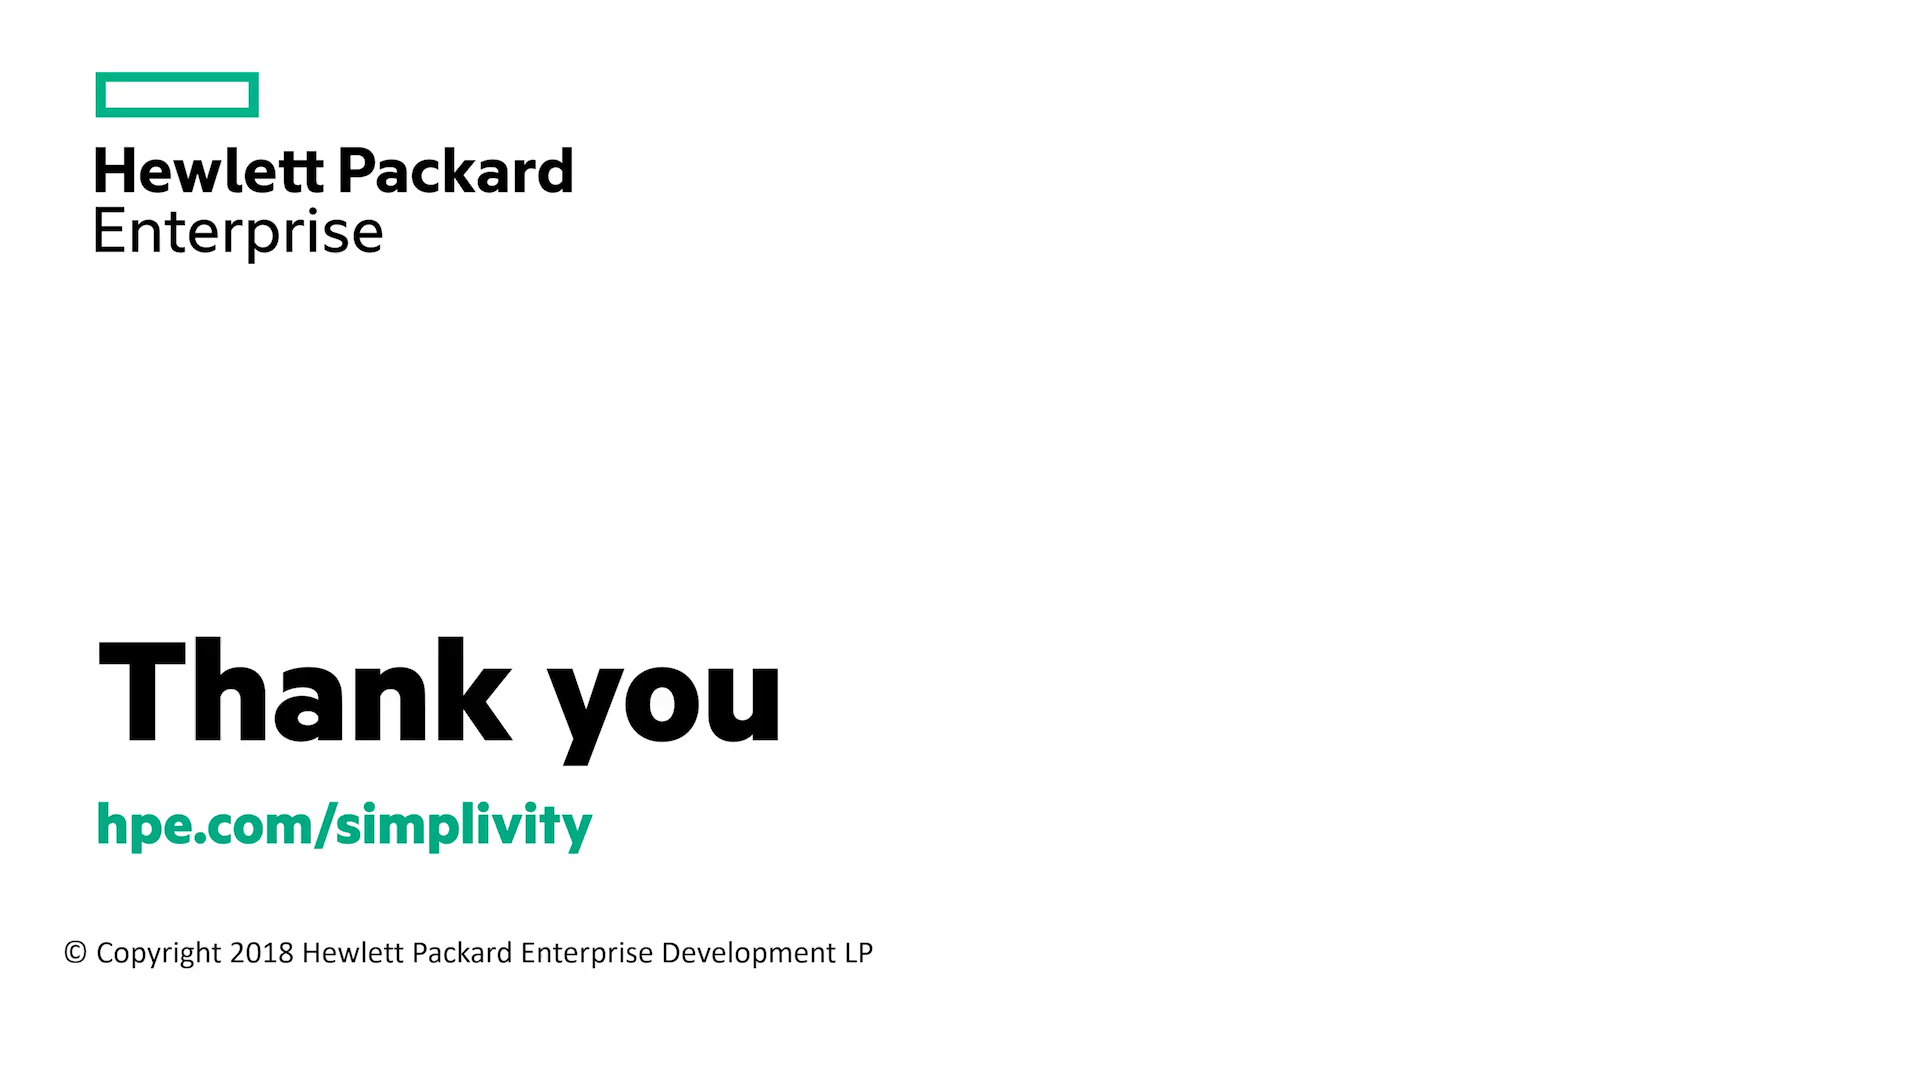 Hewlett Packard
Enterprise
Thank you
hpe.com/simplivity
© Copyright 2018 Hewlett Packard Enterprise Development LP